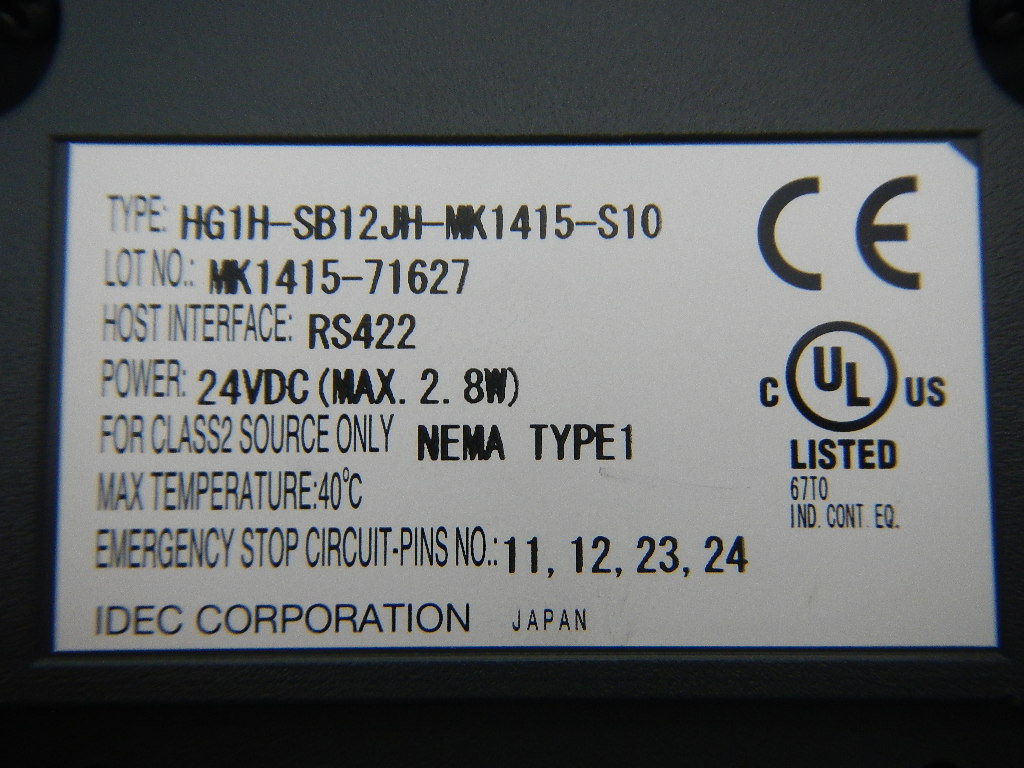 TYPE: HG1H-SB12JH-MK1415-S10
LOT NO.: MK1415-71627
HOST INTERFACE: RS422
POWER: 24VDC (MAX. 2. 8W)
FOR CLASS2 SOURCE ONLY NEMA TYPE1
MAX TEMPERATURE:40°C
EMERGENCY STOP CIRCUIT-PINS NO.: 11, 12, 23, 24
IDEC CORPORATION JAPAN
CE
C UL US
LISTED
67T0
IND. CONT. EQ.